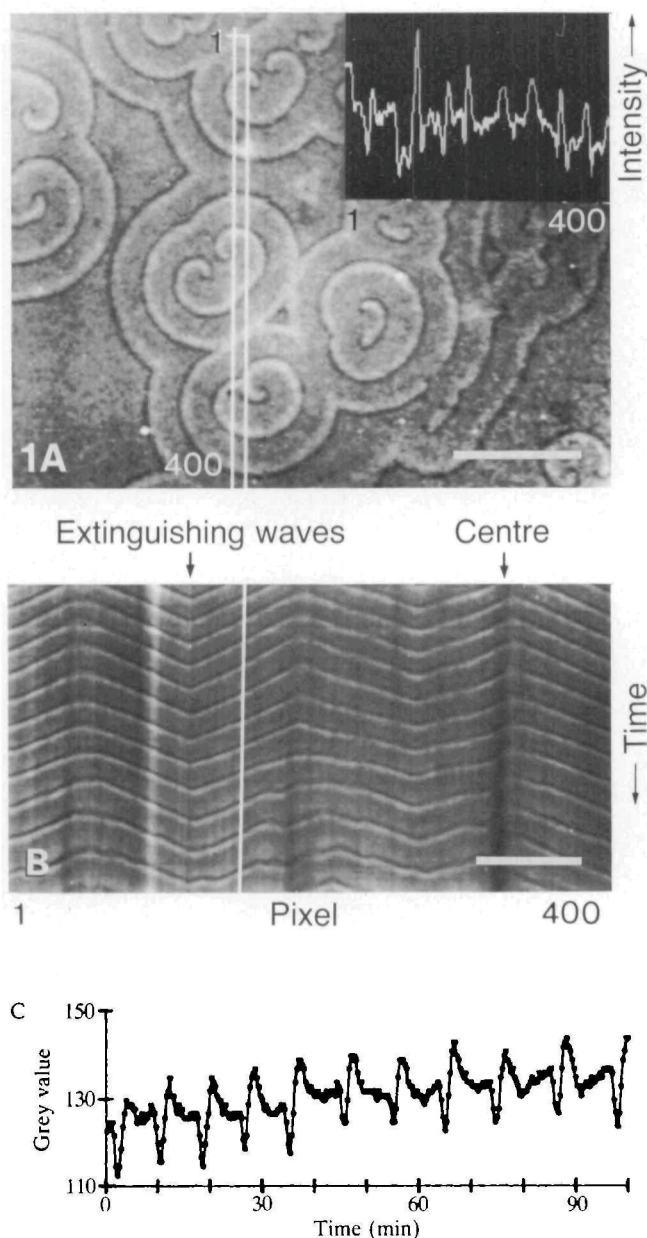 1
Intensity
1
400
1A
400
Extinguishing waves
Centre
Time
B
1
Pixel
400
C
150
130
110
Grey value
0
30
60
90
Time (min)